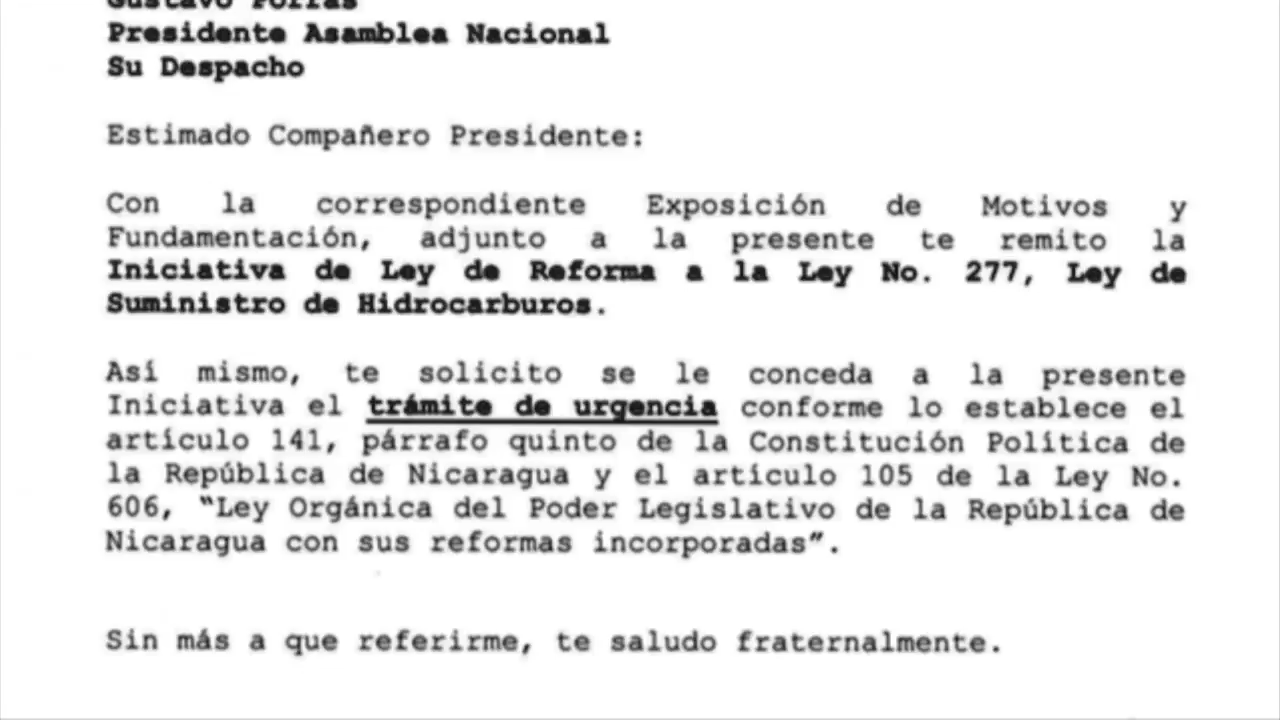 Gustavo Porras
Presidente Asamblea Nacional
Su Despacho
Estimado Compañero Presidente:
Con la correspondiente Exposición de Motivos y
Fundamentación, adjunto a la presente te remito la
Iniciativa de Ley de Reforma a la Ley No. 277, Ley de
Suministro de Hidrocarburos.
Así mismo, te solicito se le conceda a la presente
Iniciativa el trámite de urgencia conforme lo establece el
artículo 141, párrafo quinto de la Constitución Política de
la República de Nicaragua y el artículo 105 de la Ley No.
606, “Ley Orgánica del Poder Legislativo de la República de
Nicaragua con sus reformas incorporadas”.
Sin más a que referirme, te saludo fraternalmente.